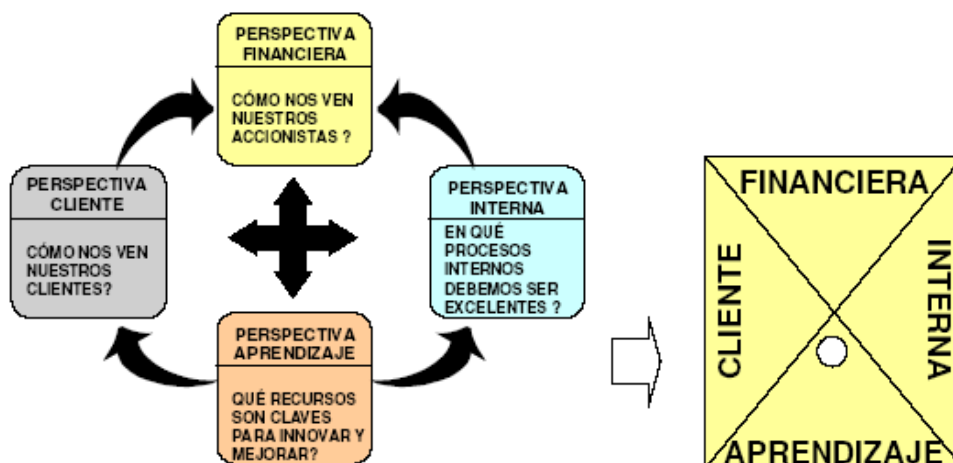 PERSPECTIVA
FINANCIERA
CÓMO NOS VEN
NUESTROS
ACCIONISTAS ?
PERSPECTIVA
CLIENTE
CÓMO NOS VEN
NUESTROS
CLIENTES?
PERSPECTIVA
INTERNA
EN QUÉ
PROCESOS
INTERNOS
DEBEMOS SER
EXCELENTES ?
PERSPECTIVA
APRENDIZAJE
QUÉ RECURSOS
SON CLAVES
PARA INNOVAR Y
MEJORAR?
FINANCIERA
CLIENTE
INTERNA
APRENDIZAJE